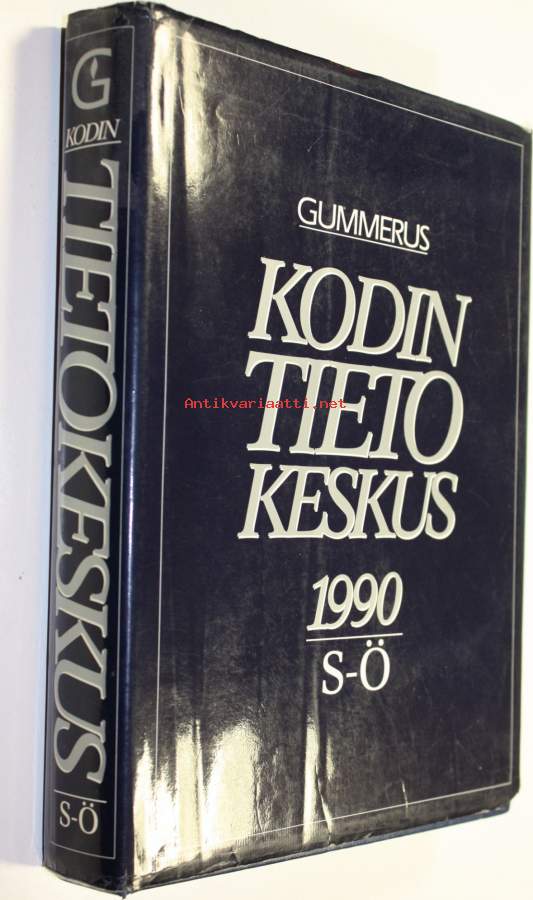 G
KODIN
TIETOKESKUS
S-Ö
GUMMERUS
KODIN
TIETO
KESKUS
1990
S-Ö
Antikvariaatti.net